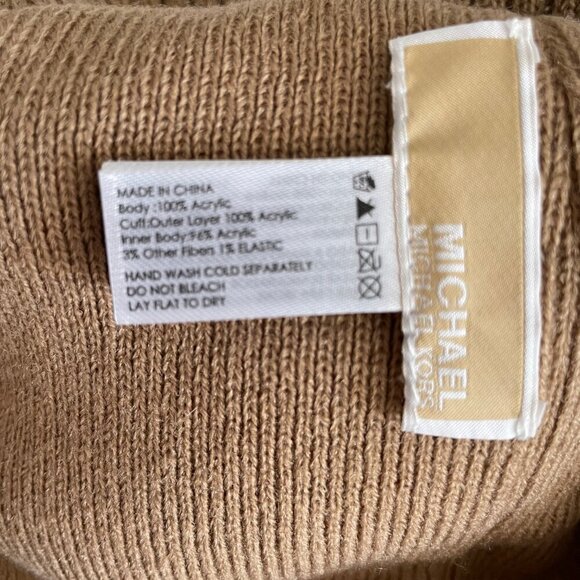 MADE IN CHINA
Body :100% Acrylic
Cuff:Outer Layer 100% Acrylic
Inner Body:96% Acrylic
3% Other Fibers 1% ELASTIC
HAND WASH COLD SEPARATELY
DO NOT BLEACH
LAY FLAT TO DRY
MICHAEL
MICHAEL KORS